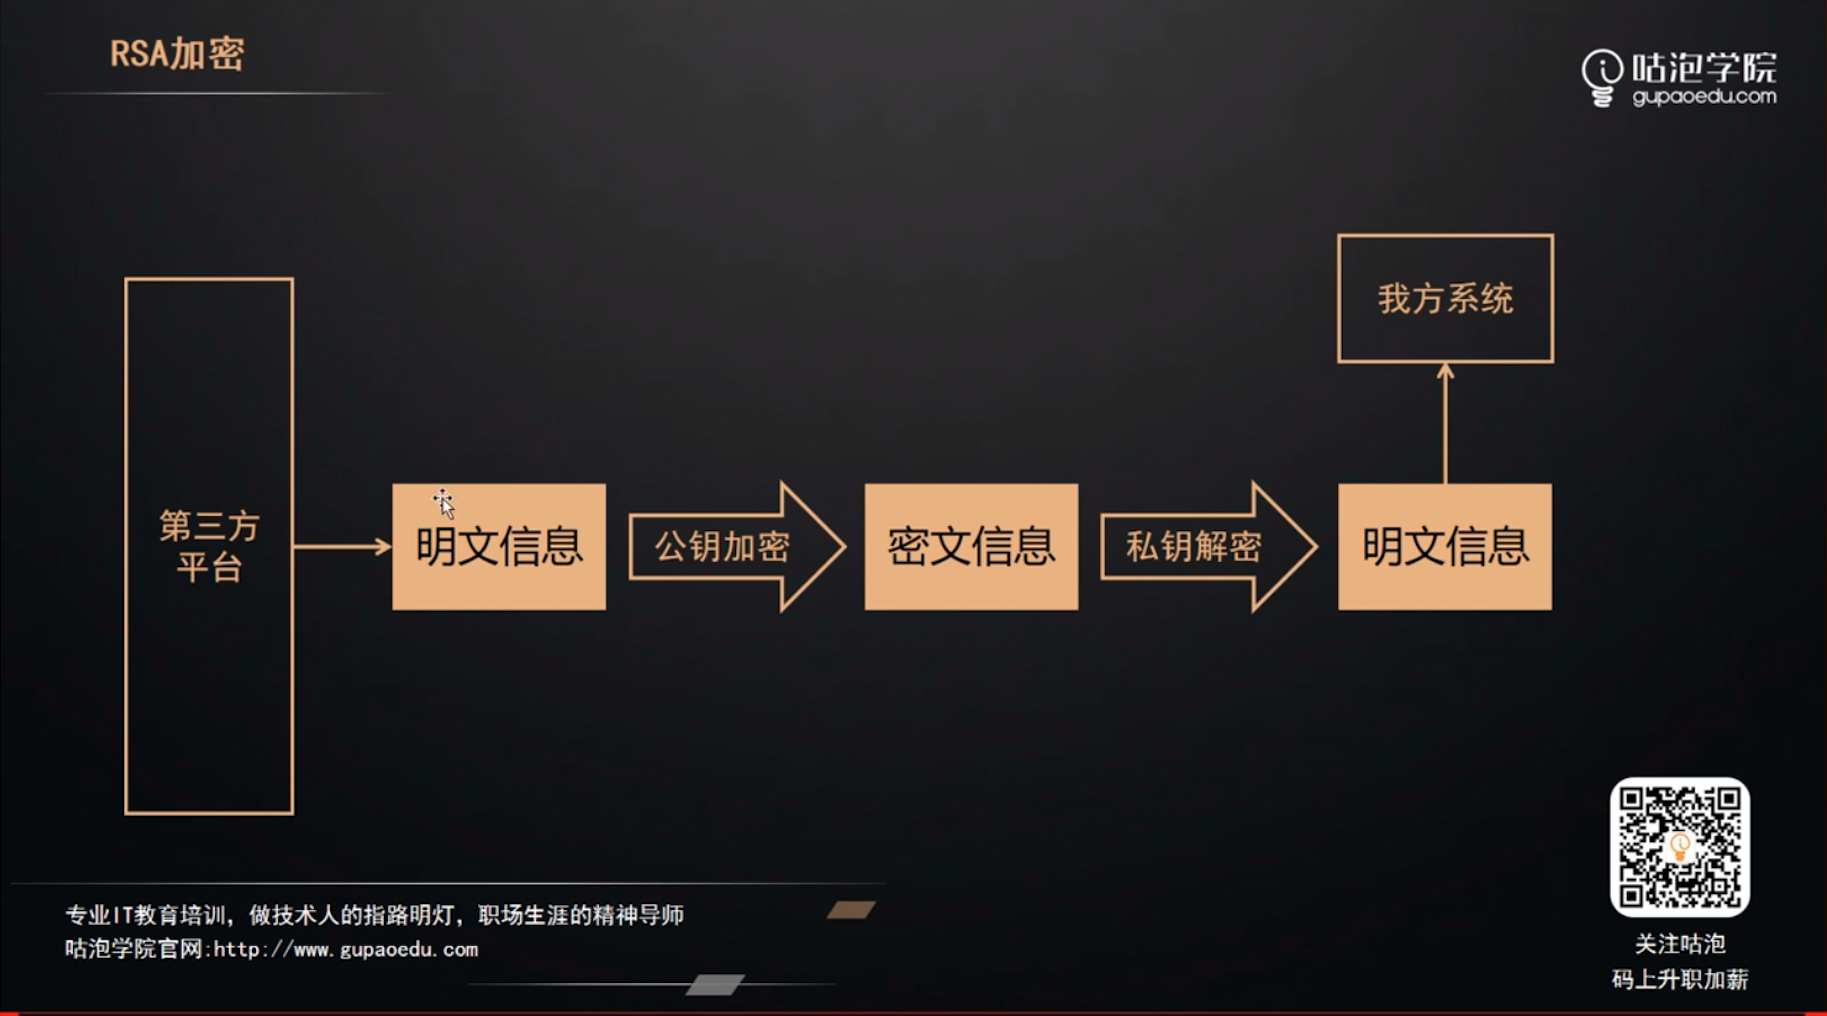 RSA加密
咕泡学院
gupaoedu.com
我方系统
第三方
平台
明文信息
公钥加密
密文信息
私钥解密
明文信息
专业IT教育培训，做技术人的指路明灯，职场生涯的精神导师
咕泡学院官网:http://www.gupaoedu.com
关注咕泡
码上升职加薪